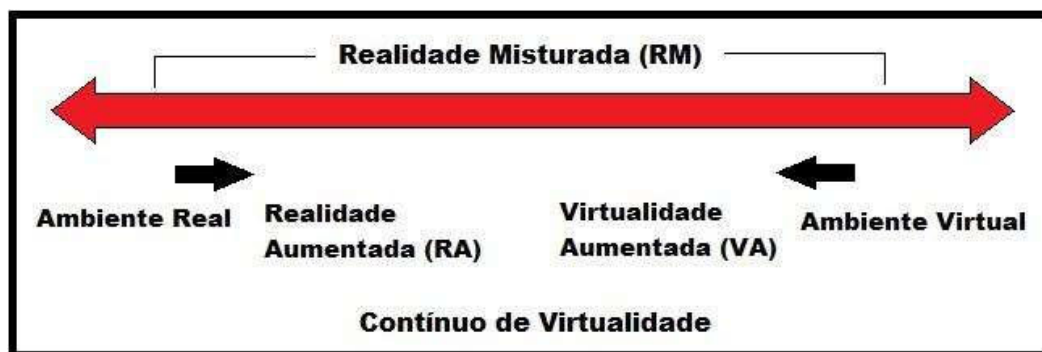 Realidade Misturada (RM)
Ambiente Real
Realidade
Aumentada (RA)
Virtualidade
Aumentada (VA)
Ambiente Virtual
Contínuo de Virtualidade